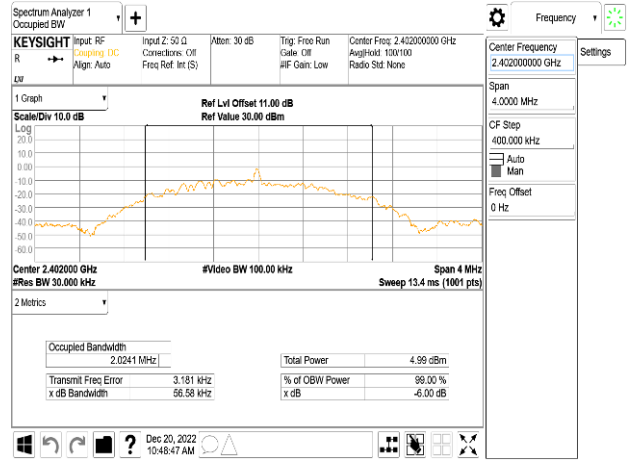 Spectrum Analyzer 1
Occupied BW
Frequency
KEYSIGHT
R
Input: RF
Coupling: DC
Align: Auto
Input Z: 50 Ω
Corrections: Off
Freq Ref: Int (S)
Atten: 30 dB
Trig: Free Run
Gate: Off
#IF Gain: Low
Center Freq: 2.402000000 GHz
Avg|Hold: 100/100
Radio Std: None
Center Frequency
2.402000000 GHz
Settings
Span
4.0000 MHz
CF Step
400.000 kHz
Auto
Man
Freq Offset
0 Hz
1 Graph
Scale/Div 10.0 dB
Ref Lvl Offset 11.00 dB
Ref Value 30.00 dBm
Log
20.0
10.0
0.00
-10.0
-20.0
-30.0
-40.0
-50.0
-60.0
Center 2.402000 GHz
#Res BW 30.000 kHz
#Video BW 100.00 kHz
Span 4 MHz
Sweep 13.4 ms (1001 pts)
2 Metrics
Occupied Bandwidth
2.0241 MHz
Transmit Freq Error 3.181 kHz
x dB Bandwidth 56.58 kHz
Total Power 4.99 dBm
% of OBW Power 99.00 %
x dB -6.00 dB
?
Dec 20, 2022
10:48:47 AM